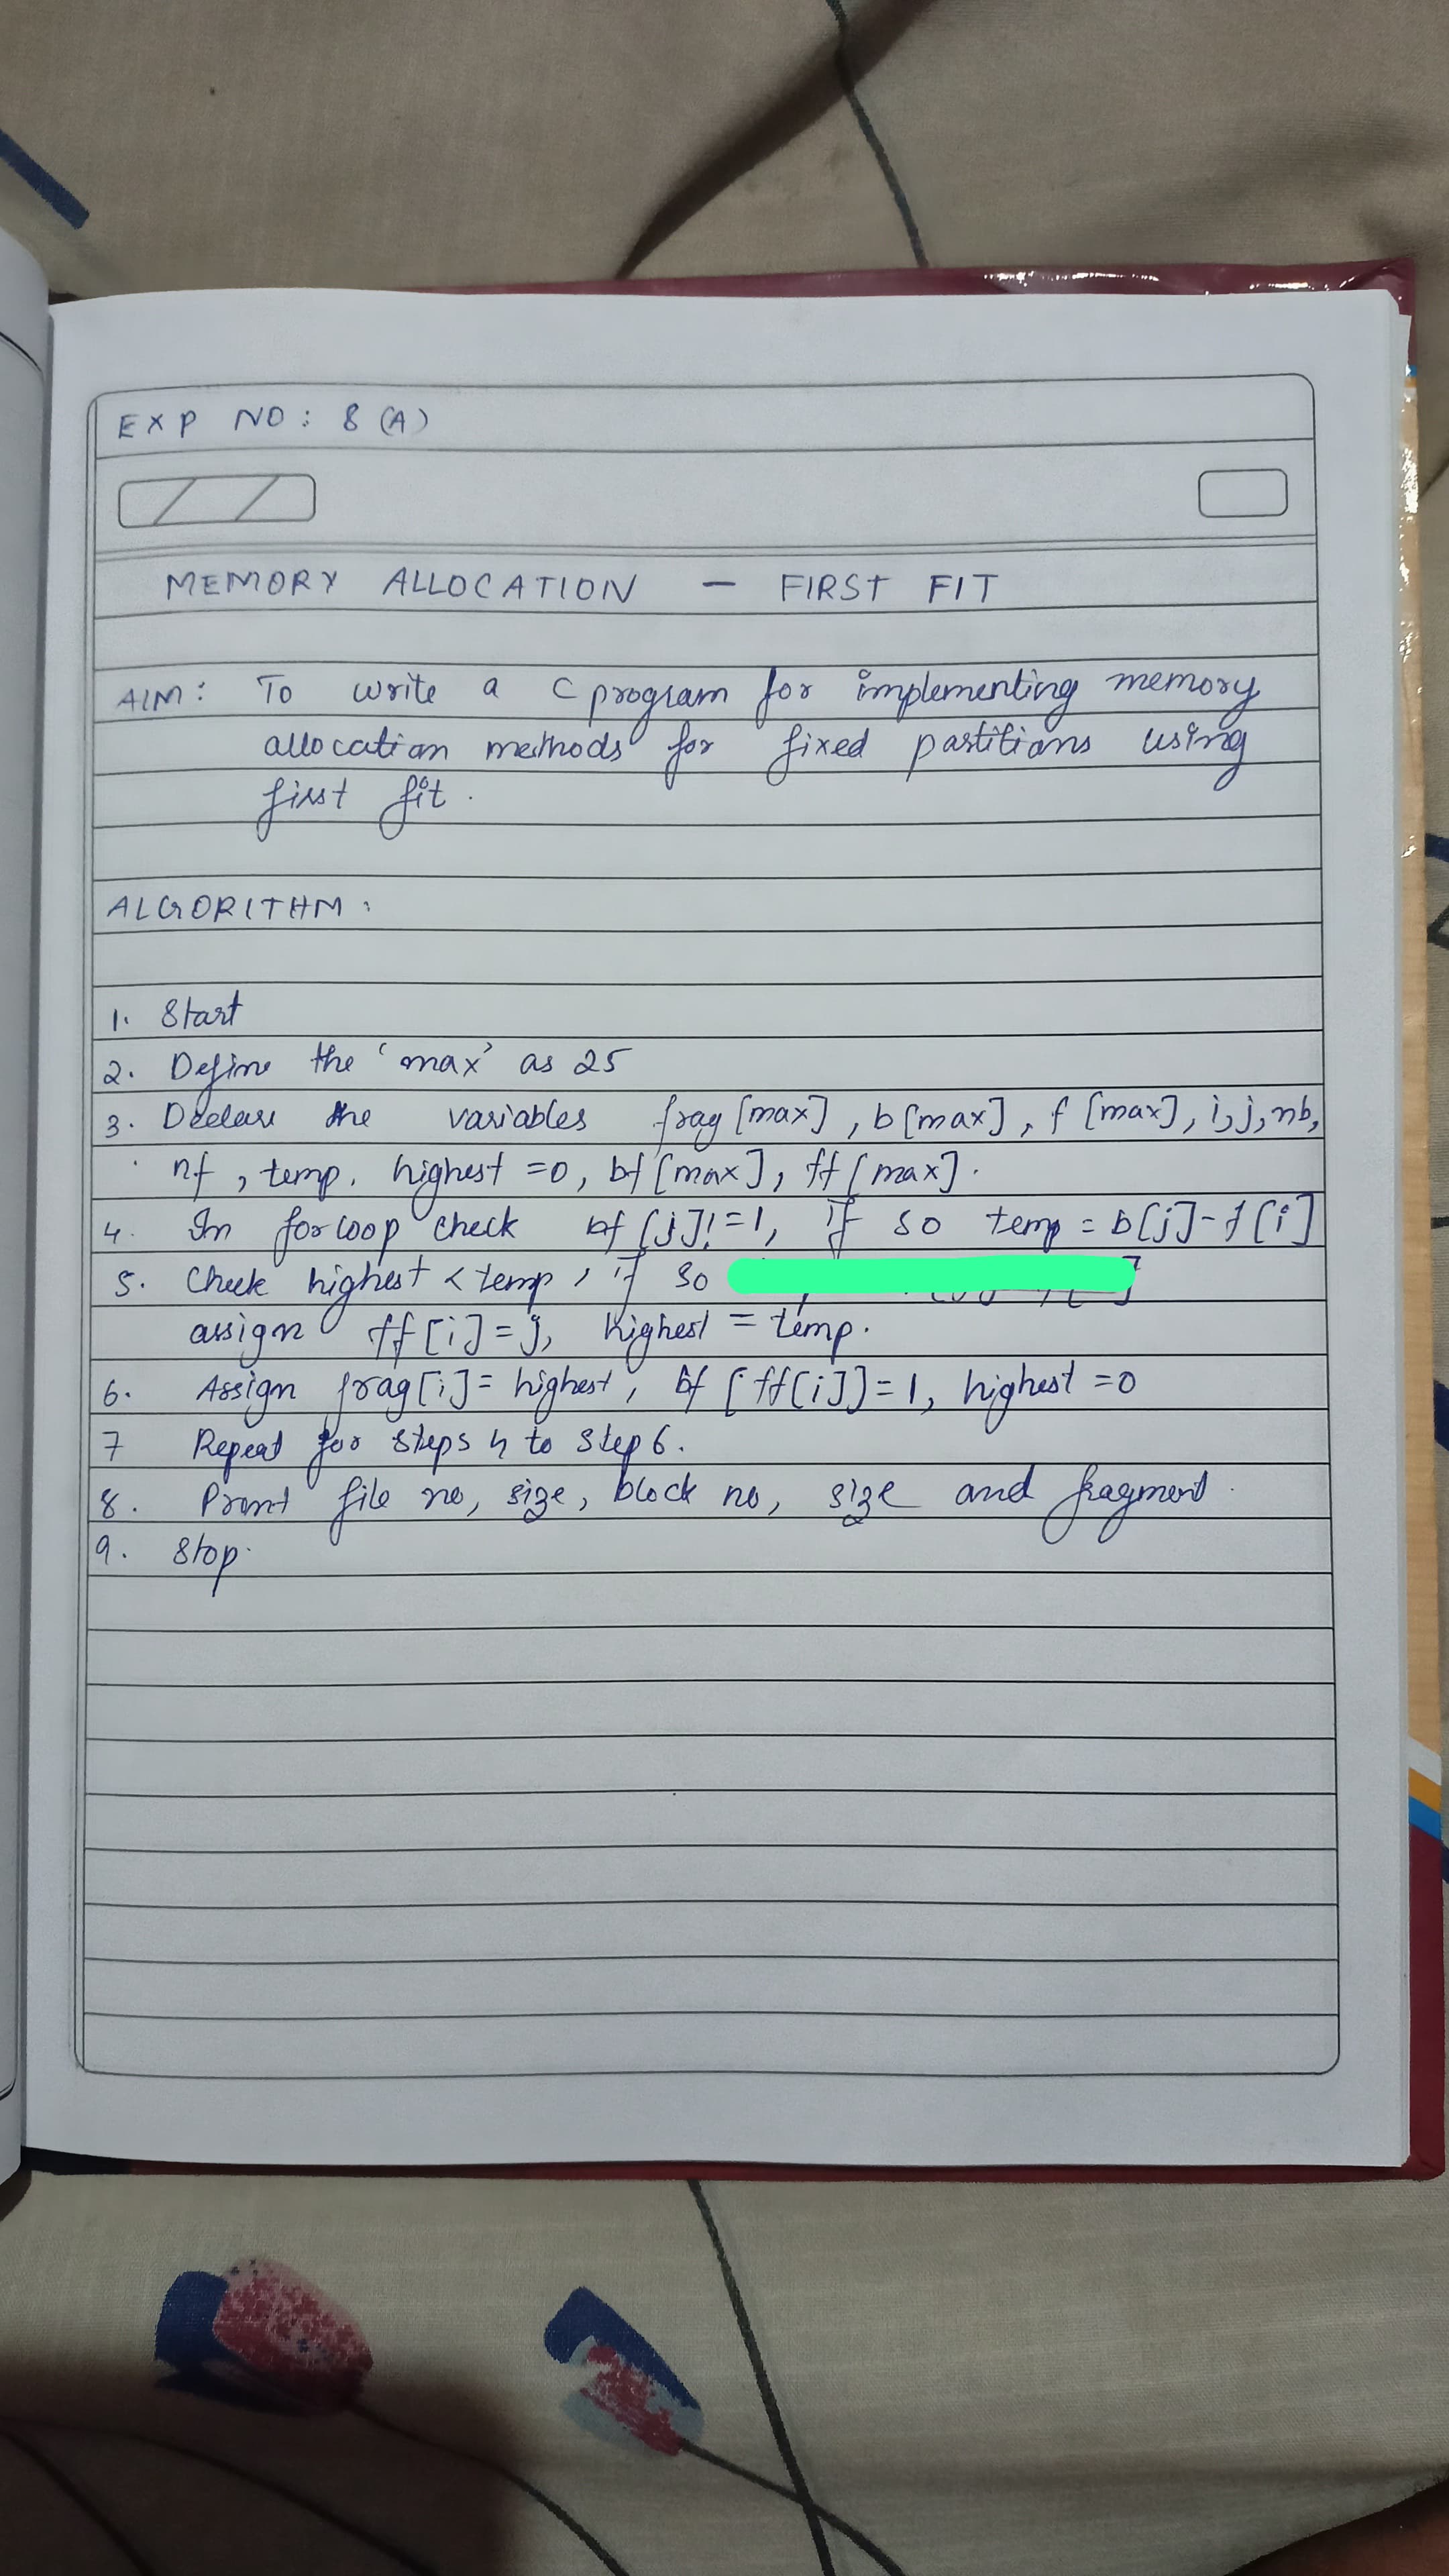 EXP NO: 8 (A)
MEMORY ALLOCATION - FIRST FIT
AIM: To write a C program for implementing memory
allocation methods for fixed partitions using
first fit.
ALGORITHM:
1. Start
2. Define the 'max' as 25
3. Declare the variables frag[max], b[max], f[max], i, j, nb,
nf, temp, highest =0, bf[max], ff[max].
4. In for loop check bf[j]!=1, if so temp = b[j]-f[i]
5. Check highest < temp, if so
assign ff[i]=j, highest = temp.
6. Assign frag[i]= highest, bf[ff[i]]=1, highest =0
7 Repeat for steps 4 to step 6.
8. Print file no, size, block no, size and fragment.
9. Stop.